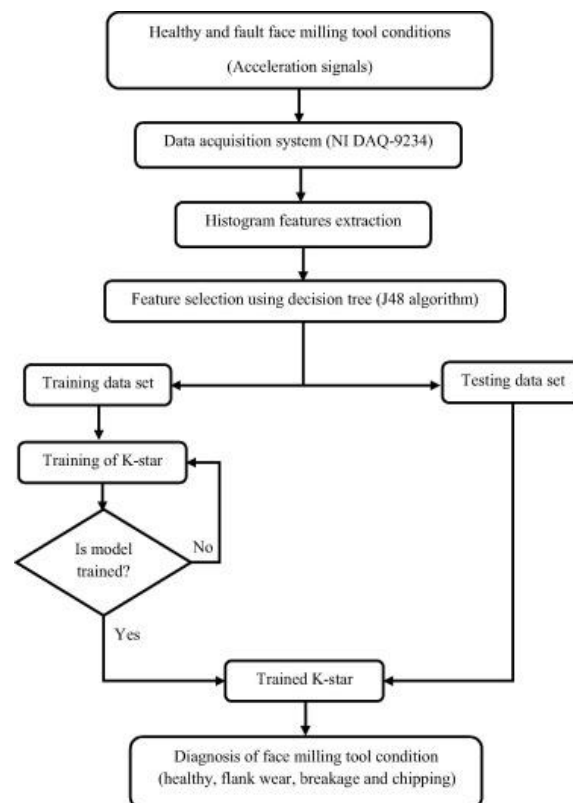 Healthy and fault face milling tool conditions
(Acceleration signals)
Data acquisition system (NI DAQ-9234)
Histogram features extraction
Feature selection using decision tree (J48 algorithm)
Training data set
Testing data set
Training of K-star
Is model
trained?
No
Yes
Trained K-star
Diagnosis of face milling tool condition
(healthy, flank wear, breakage and chipping)